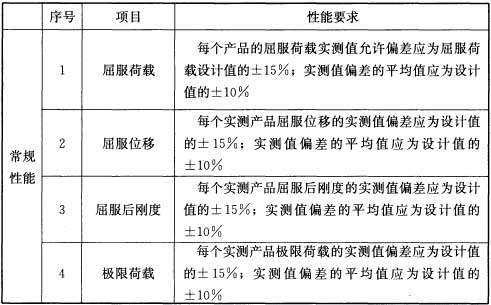 序号 项目 性能要求
常规
性能
1 屈服荷载
每个产品的屈服荷载实测值允许偏差应为屈服荷
载设计值的±15%；实测值偏差的平均值应为设计
值的±10%
2 屈服位移
每个实测产品屈服位移的实测值偏差应为设计值
的±15%；实测值偏差的平均值应为设计值的
±10%
3 屈服后刚度
每个实测产品屈服后刚度的实测值偏差应为设计
值的±15%；实测值偏差的平均值应为设计值的
±10%
4 极限荷载
每个实测产品极限荷载的实测值偏差应为设计值
的±15%；实测值偏差的平均值应为设计值的
±10%